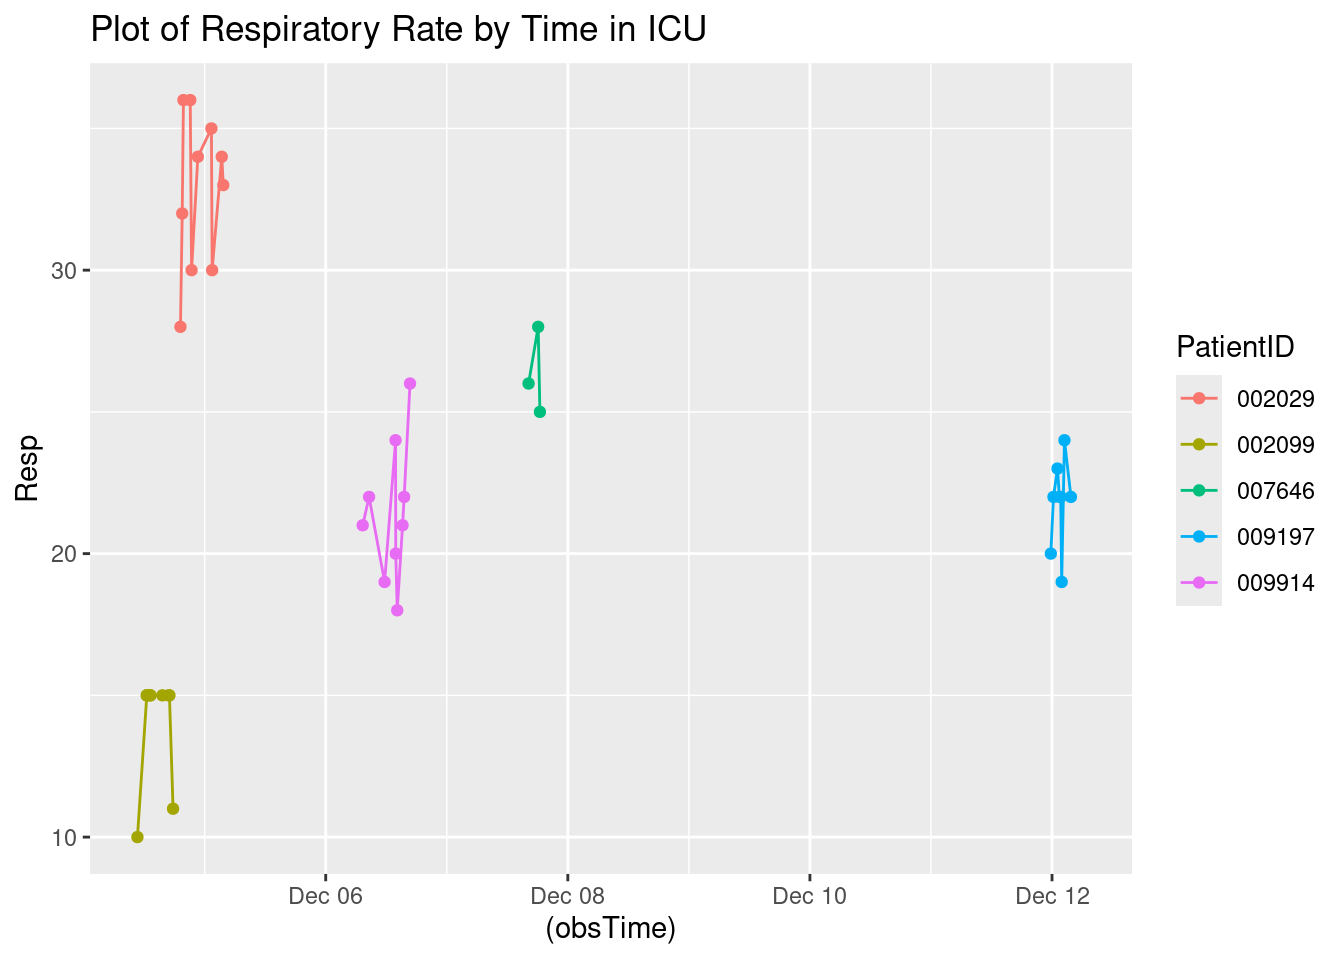 Plot of Respiratory Rate by Time in ICU
Resp
30
20
10
Dec 06
Dec 08
Dec 10
Dec 12
(obsTime)
PatientID
002029
002099
007646
009197
009914